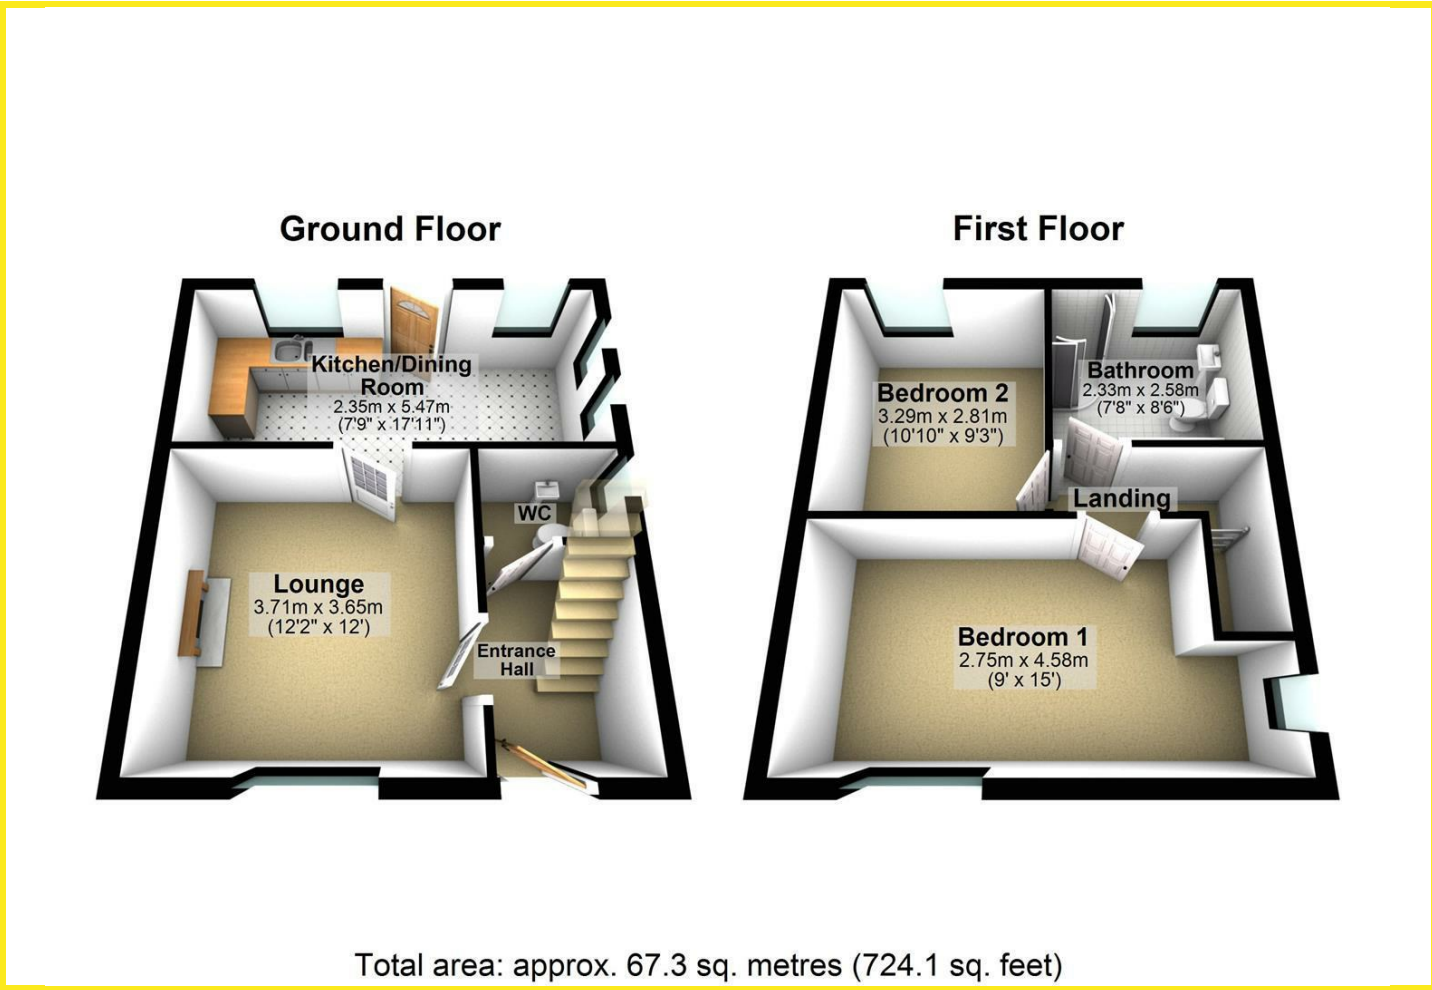 Ground Floor
Kitchen/Dining
Room
2.35m x 5.47m
(7'9" x 17'11")
Lounge
3.71m x 3.65m
(12'2" x 12')
WC
Entrance
Hall
First Floor
Bedroom 2
3.29m x 2.81m
(10'10" x 9'3")
Bathroom
2.33m x 2.58m
(7'8" x 8'6")
Landing
Bedroom 1
2.75m x 4.58m
(9' x 15')
Total area: approx. 67.3 sq. metres (724.1 sq. feet)